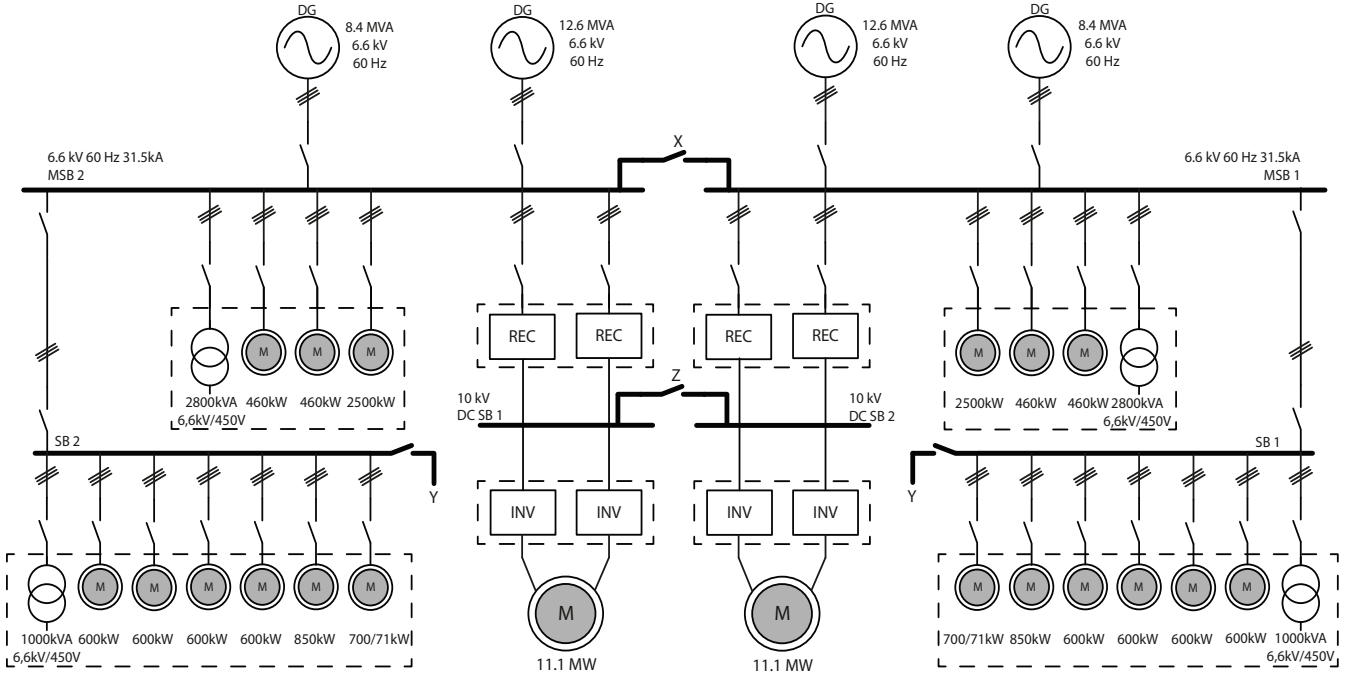 DG
8.4 MVA
6.6 kV
60 Hz
DG
12.6 MVA
6.6 kV
60 Hz
DG
12.6 MVA
6.6 kV
60 Hz
DG
8.4 MVA
6.6 kV
60 Hz
6.6 kV 60 Hz 31.5kA
MSB 2
X
6.6 kV 60 Hz 31.5kA
MSB 1
M
M
M
2800kVA
6,6kV/450V
460kW
460kW
2500kW
REC
REC
REC
REC
M
M
M
2500kW
460kW
460kW
2800kVA
6,6kV/450V
10 kV
DC SB 1
Z
10 kV
DC SB 2
SB 2
Y
SB 1
Y
INV
INV
INV
INV
M
M
M
M
M
M
1000kVA
6,6kV/450V
600kW
600kW
600kW
600kW
850kW
700/71kW
M
11.1 MW
M
11.1 MW
M
M
M
M
M
M
700/71kW
850kW
600kW
600kW
600kW
600kW
1000kVA
6,6kV/450V